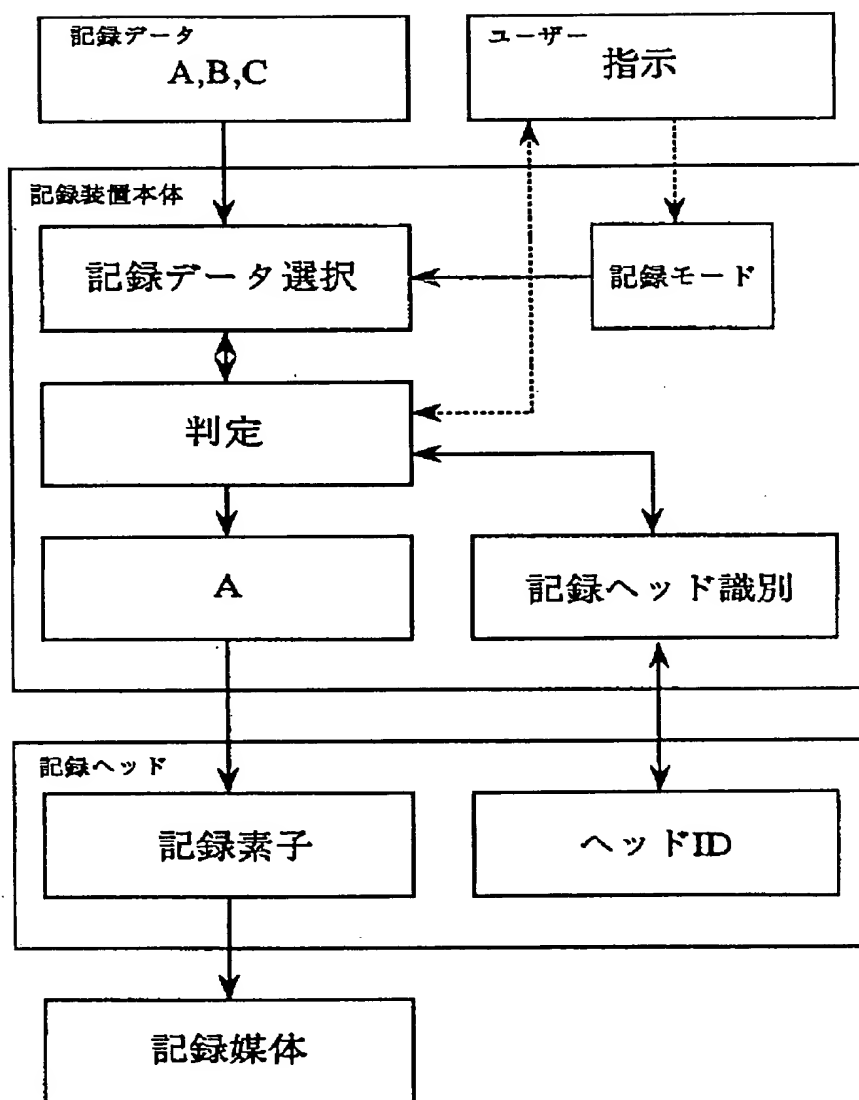 記録データ
A,B,C
ユーザー
指示
記録装置本体
記録データ選択
記録モード
判定
A
記録ヘッド識別
記録ヘッド
記録素子
ヘッドID
記録媒体